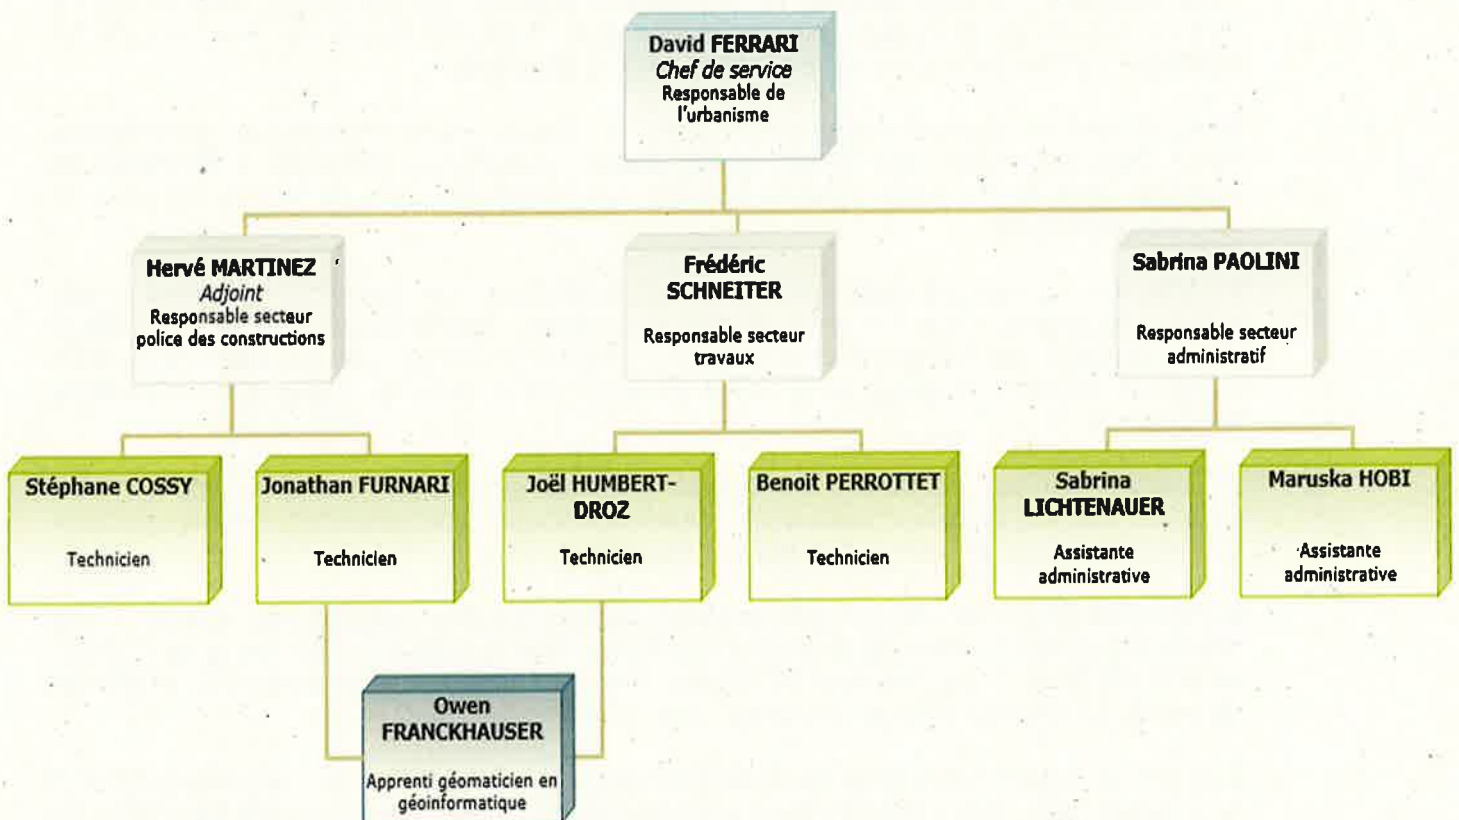 David FERRARI
Chef de service
Responsable de
l'urbanisme
Hervé MARTINEZ
Adjoint
Responsable secteur
police des constructions
Frédéric
SCHNEITER
Responsable secteur
travaux
Sabrina PAOLINI
Responsable secteur
administratif
Stéphane COSSY
Technicien
Jonathan FURNARI
Technicien
Joël HUMBERT-
DROZ
Technicien
Benoit PERROTTET
Technicien
Sabrina
LICHTENAUER
Assistante
administrative
Maruska HOBI
Assistante
administrative
Owen
FRANCKHAUSER
Apprenti géomaticien en
géoinformatique